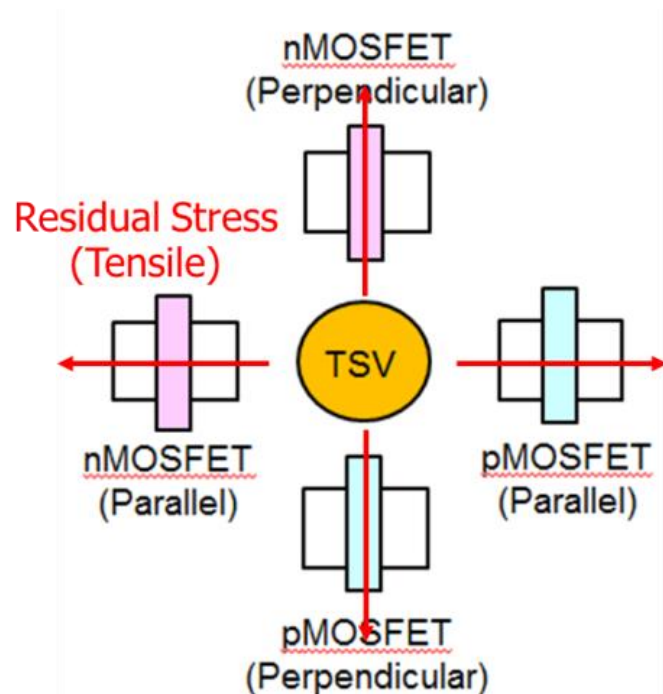 nMOSFET
(Perpendicular)
Residual Stress
(Tensile)
TSV
nMOSFET
(Parallel)
pMOSFET
(Parallel)
pMOSFET
(Perpendicular)